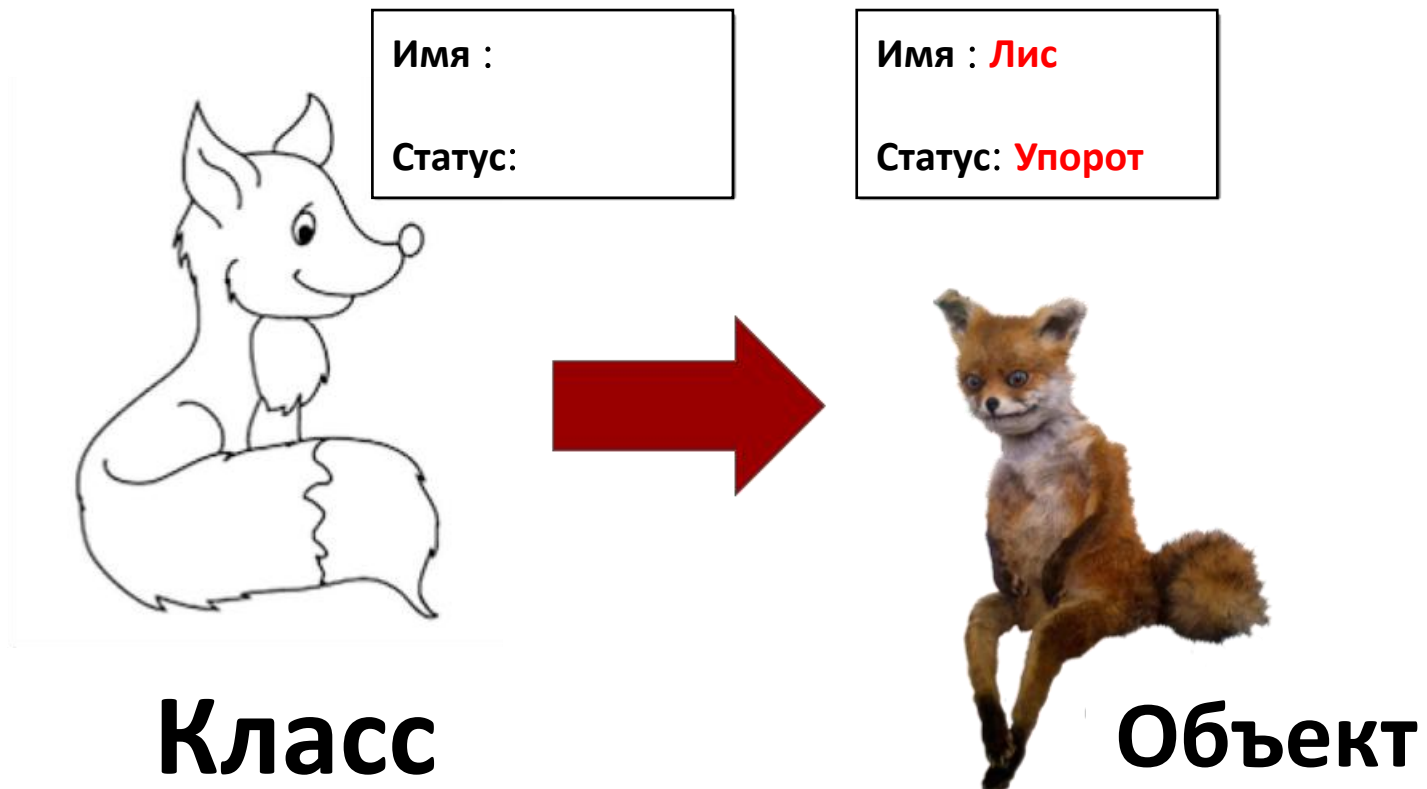 Имя :
Статус:
Имя : Лис
Статус: Упорот
Класс
Объект